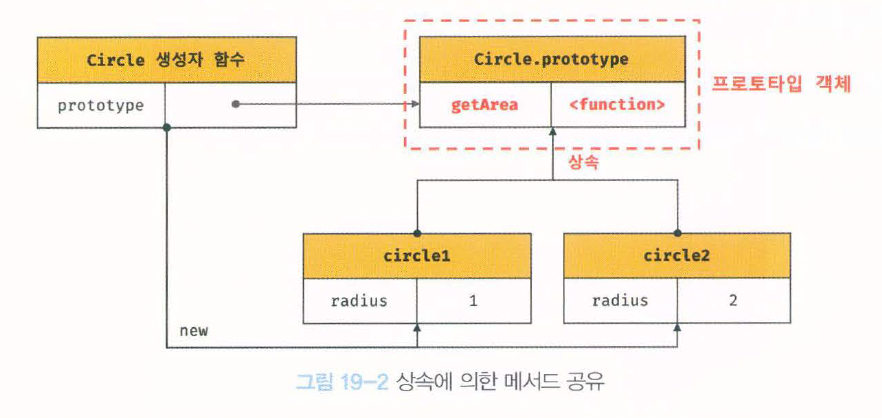 Circle 생성자 함수
prototype
Circle.prototype
getArea <function>
프로토타입 객체
상속
circle1
radius 1
circle2
radius 2
new
그림 19-2 상속에 의한 메서드 공유